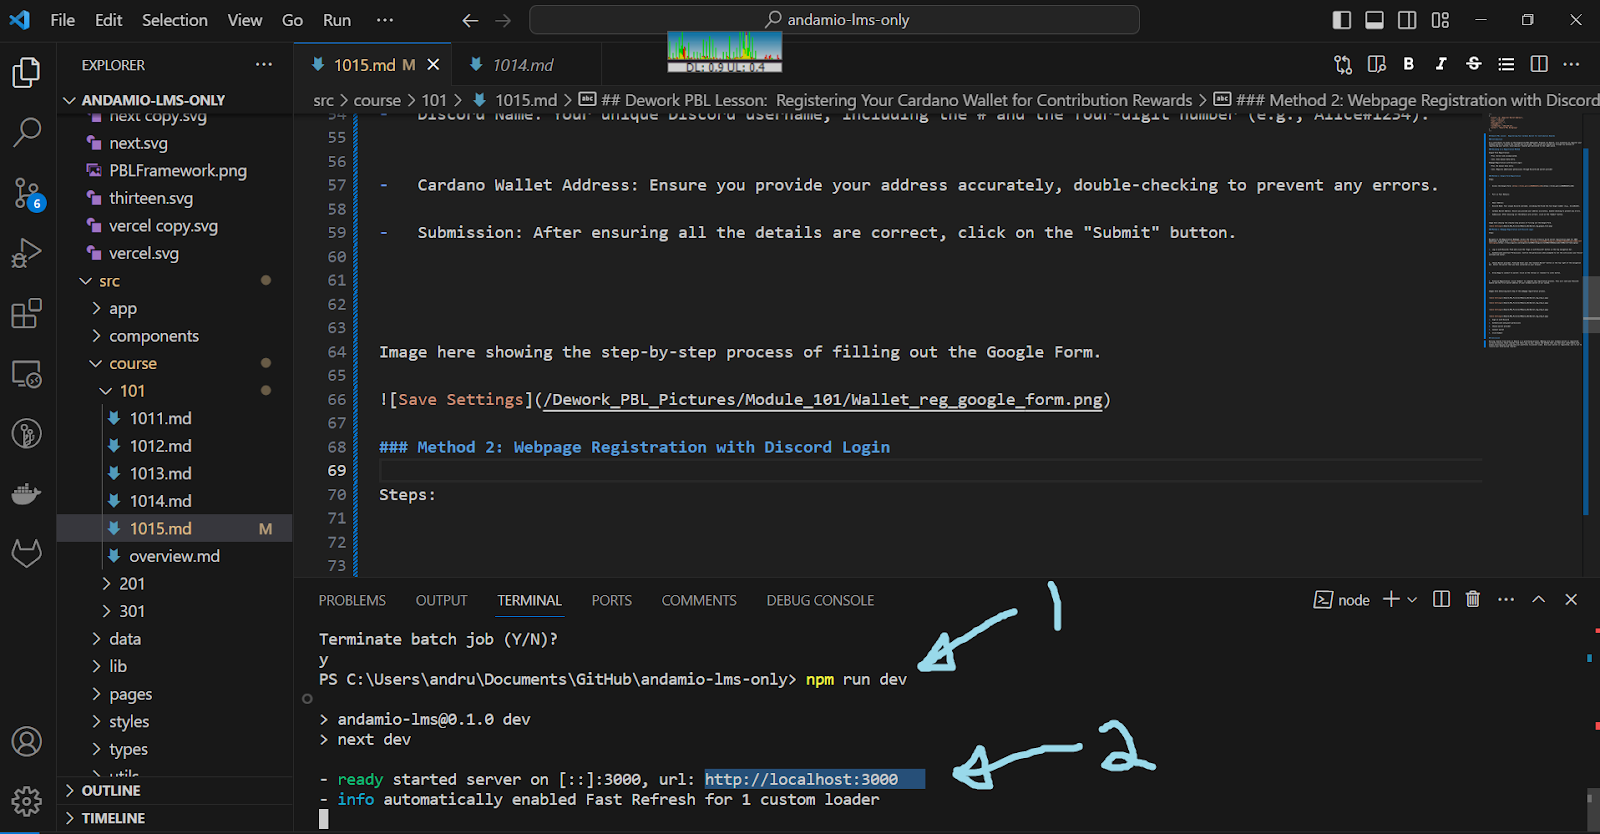 File Edit Selection View Go Run ··· andamio-lms-only
EXPLORER ···
1015.md M
1014.md
DL: 0.9 UL: 0.4
ANDAMIO-LMS-ONLY
src > course > 101 > 1015.md > ## Dework PBL Lesson: Registering Your Cardano Wallet for Contribution Rewards > ### Method 2: Webpage Registration with Discord
next copy.svg
next.svg
PBLFramework.png
thirteen.svg
vercel copy.svg
vercel.svg
src
app
components
course
101
1011.md
1012.md
1013.md
1014.md
1015.md M
overview.md
201
301
data
lib
pages
styles
types
utils
OUTLINE
TIMELINE
6
54 - Discord Name: Your unique Discord username, including the # and the four-digit number (e.g., Alice#1234).
55
56
57 - Cardano Wallet Address: Ensure you provide your address accurately, double-checking to prevent any errors.
58
59 - Submission: After ensuring all the details are correct, click on the "Submit" button.
60
61
62
63
64 Image here showing the step-by-step process of filling out the Google Form.
65
66 ![Save Settings](/Dework_PBL_Pictures/Module_101/Wallet_reg_google_form.png)
67
68 ### Method 2: Webpage Registration with Discord Login
69
70 Steps:
71
72
73
PROBLEMS OUTPUT TERMINAL PORTS COMMENTS DEBUG CONSOLE
node
Terminate batch job (Y/N)?
y
PS C:\Users\andru\Documents\GitHub\andamio-lms-only> npm run dev
1
> andamio-lms@0.1.0 dev
> next dev
2
- ready started server on [::]:3000, url: http://localhost:3000
- info automatically enabled Fast Refresh for 1 custom loader